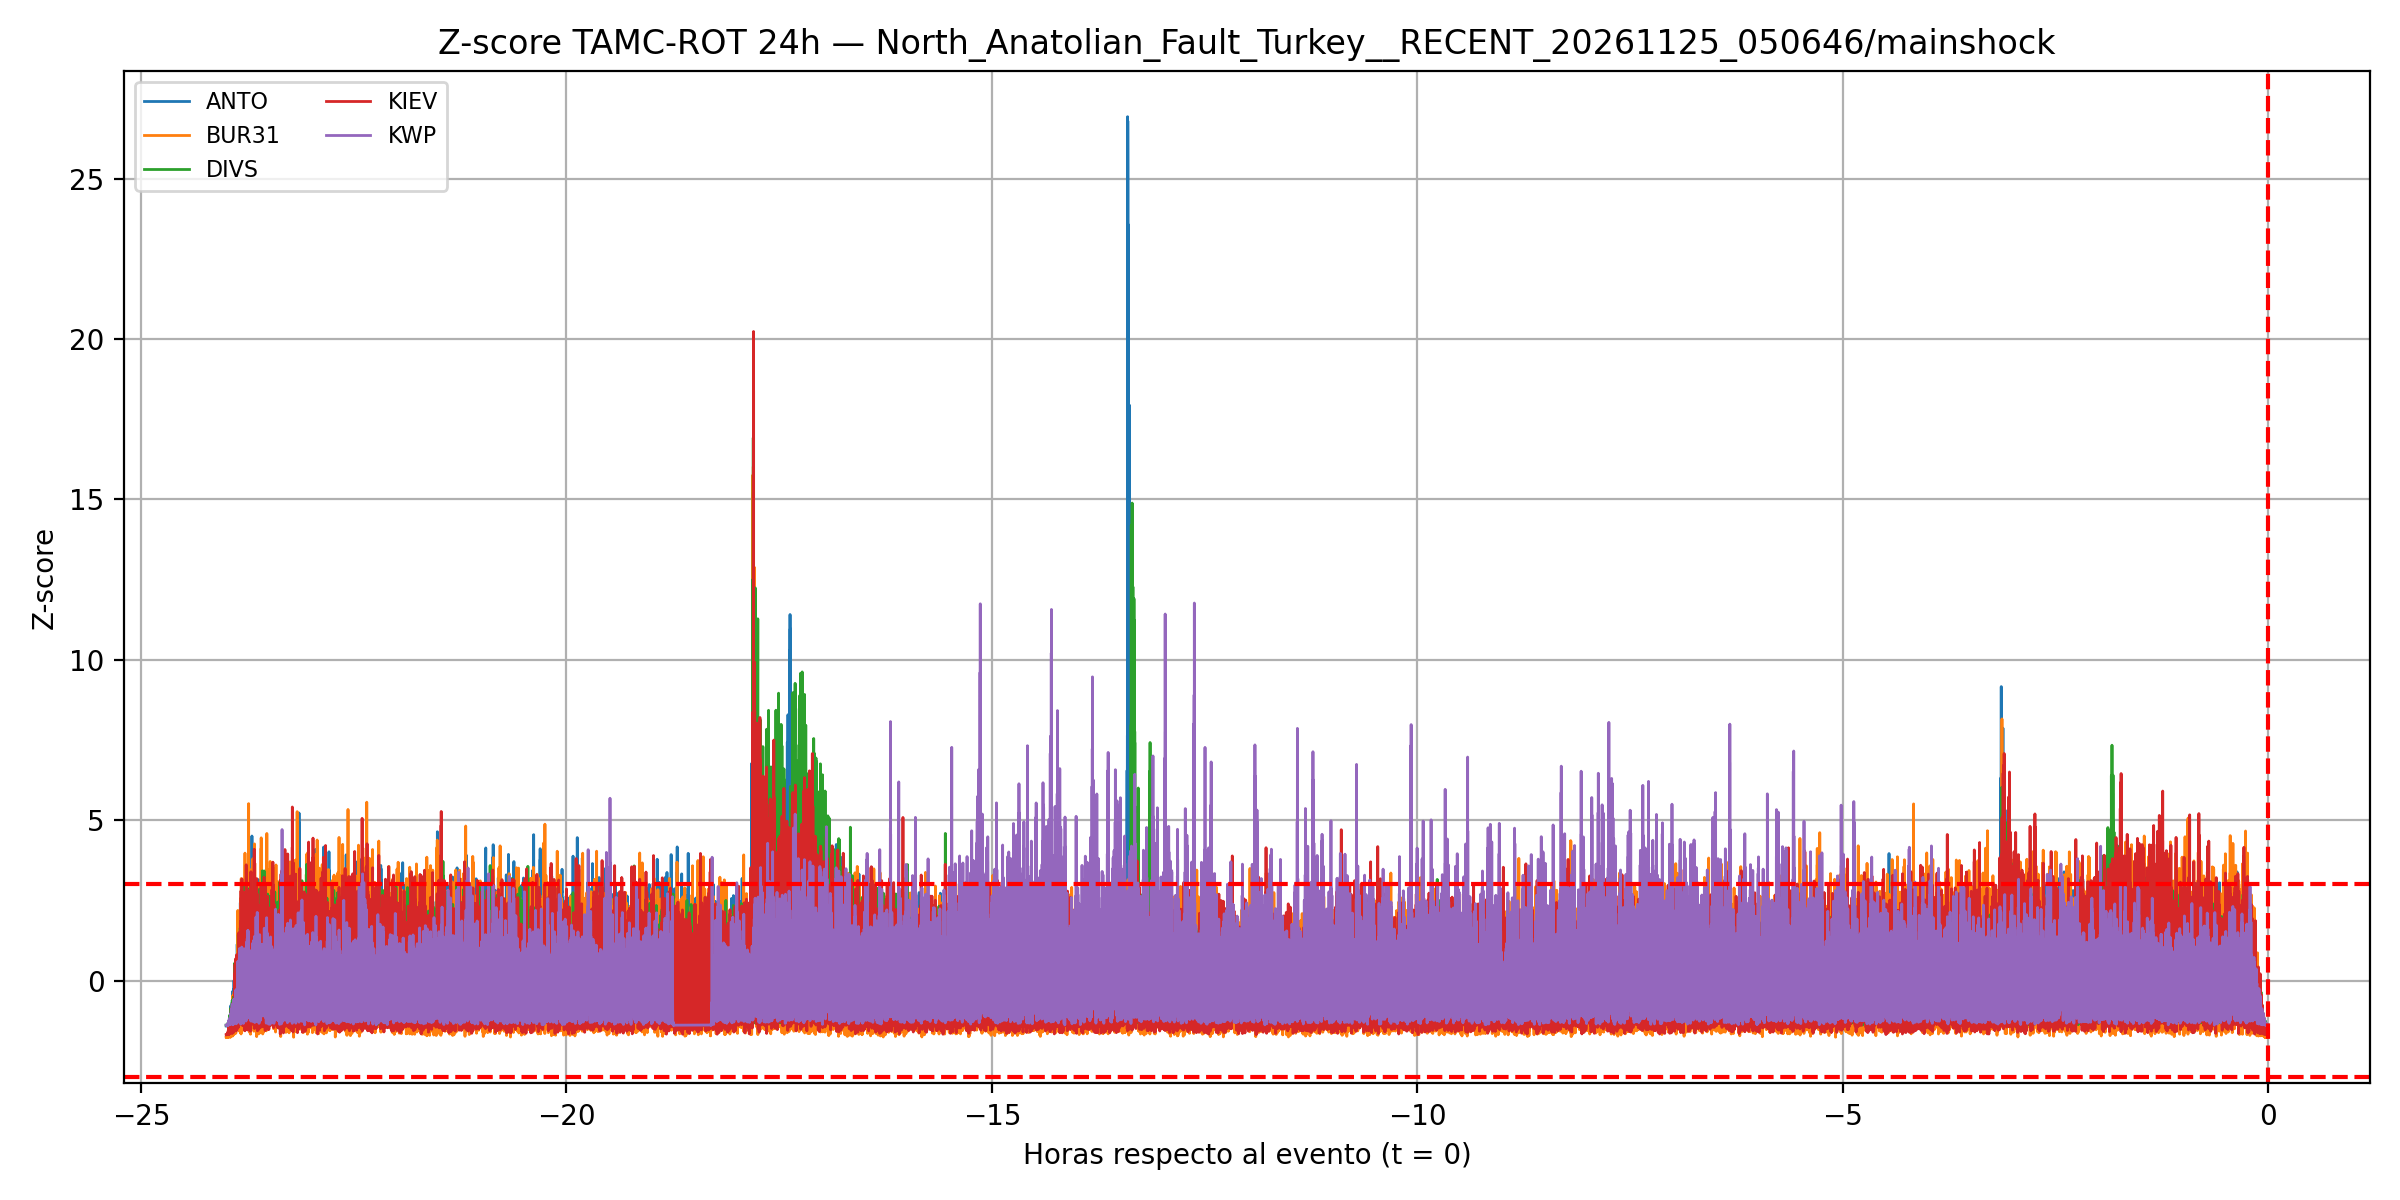 Z-score TAMC-ROT 24h — North_Anatolian_Fault_Turkey__RECENT_20261125_050646/mainshock
ANTO
BUR31
DIVS
KIEV
KWP
Z-score
25
20
15
10
5
0
−25
−20
−15
−10
−5
0
Horas respecto al evento (t = 0)